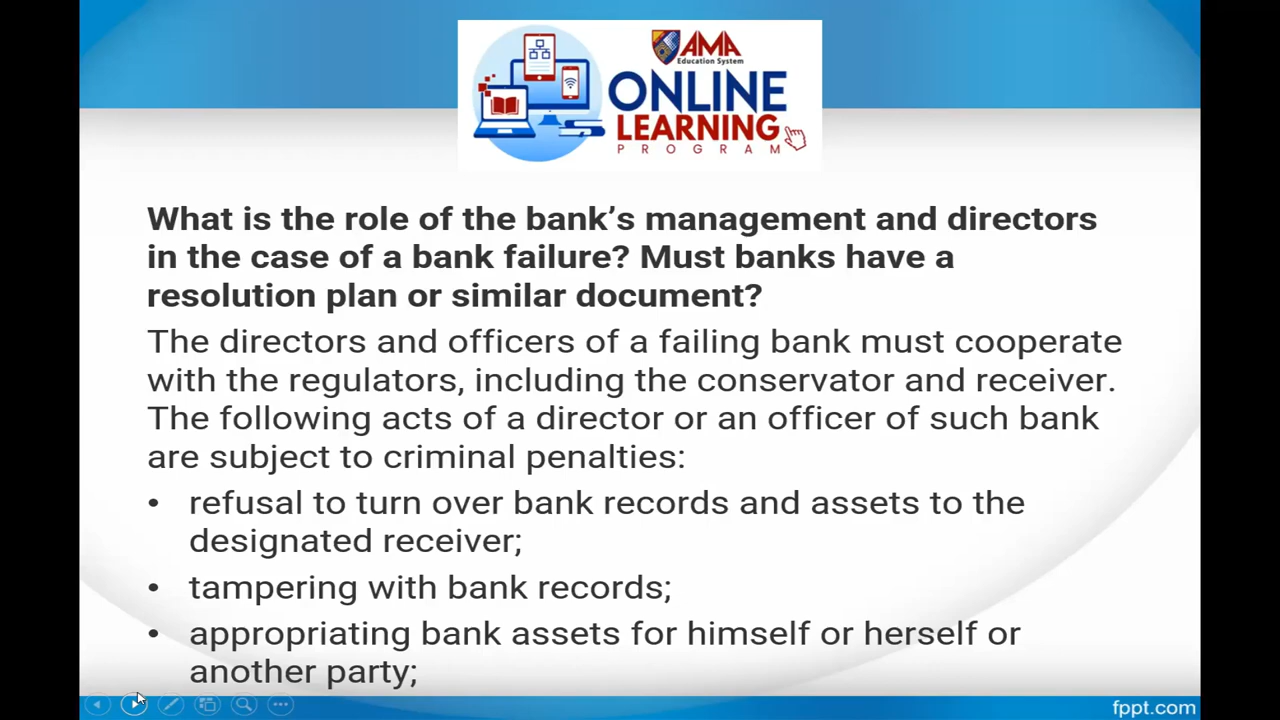 AMA
Education System
ONLINE
LEARNING
PROGRAM
What is the role of the bank’s management and directors
in the case of a bank failure? Must banks have a
resolution plan or similar document?
The directors and officers of a failing bank must cooperate
with the regulators, including the conservator and receiver.
The following acts of a director or an officer of such bank
are subject to criminal penalties:
• refusal to turn over bank records and assets to the
designated receiver;
• tampering with bank records;
• appropriating bank assets for himself or herself or
another party;
fppt.com